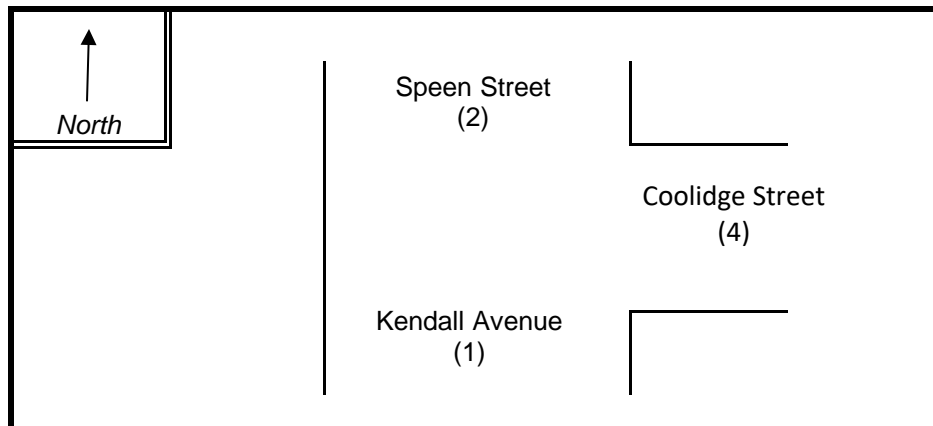 North
Speen Street
(2)
Coolidge Street
(4)
Kendall Avenue
(1)